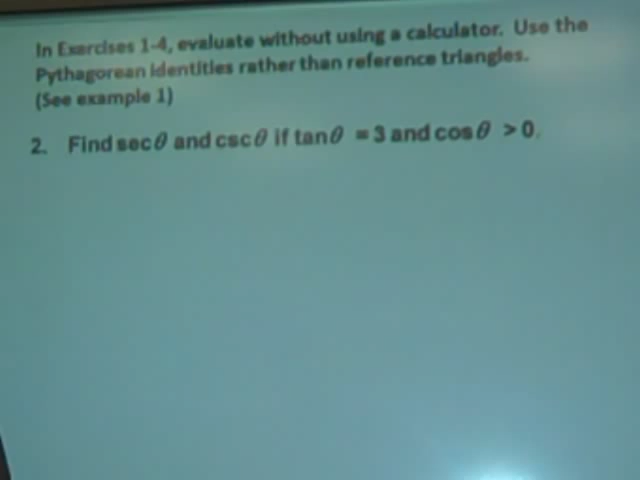 In Exercises 1-4, evaluate without using a calculator. Use the
Pythagorean identities rather than reference triangles.
(See example 1)
2. Find secθ and cscθ if tanθ = 3 and cosθ > 0.